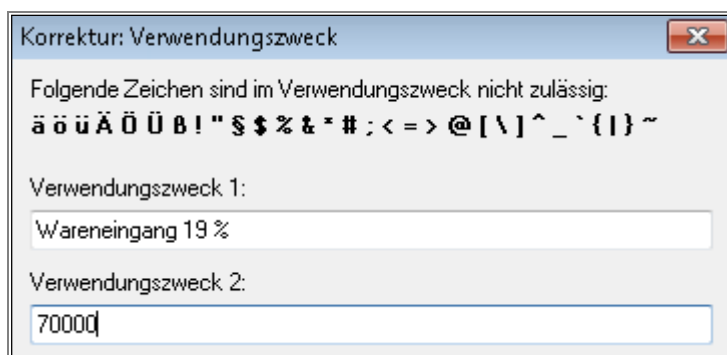 Korrektur: Verwendungszweck
Folgende Zeichen sind im Verwendungszweck nicht zulässig:
ä ö ü Ä Ö Ü ß ! " § $ % & * # ; < = > @ [ \ ] ^ _ ` { | } ~
Verwendungszweck 1:
Wareneingang 19 %
Verwendungszweck 2:
70000